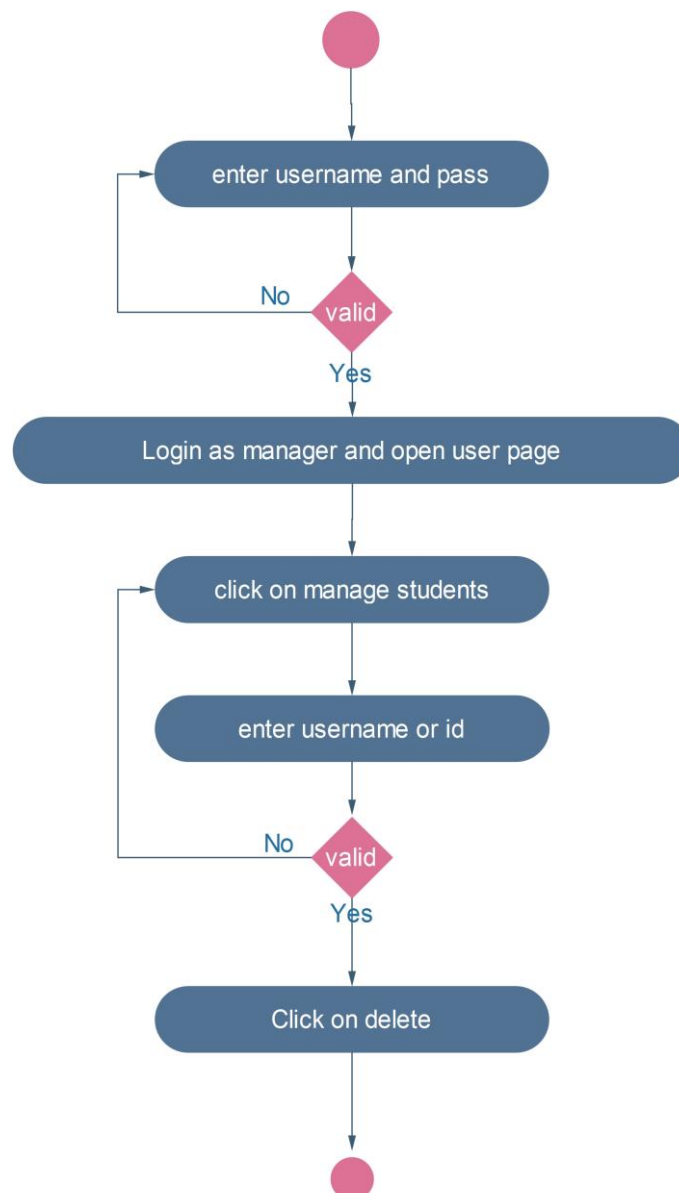 enter username and pass
No
valid
Yes
Login as manager and open user page
click on manage students
enter username or id
No
valid
Yes
Click on delete